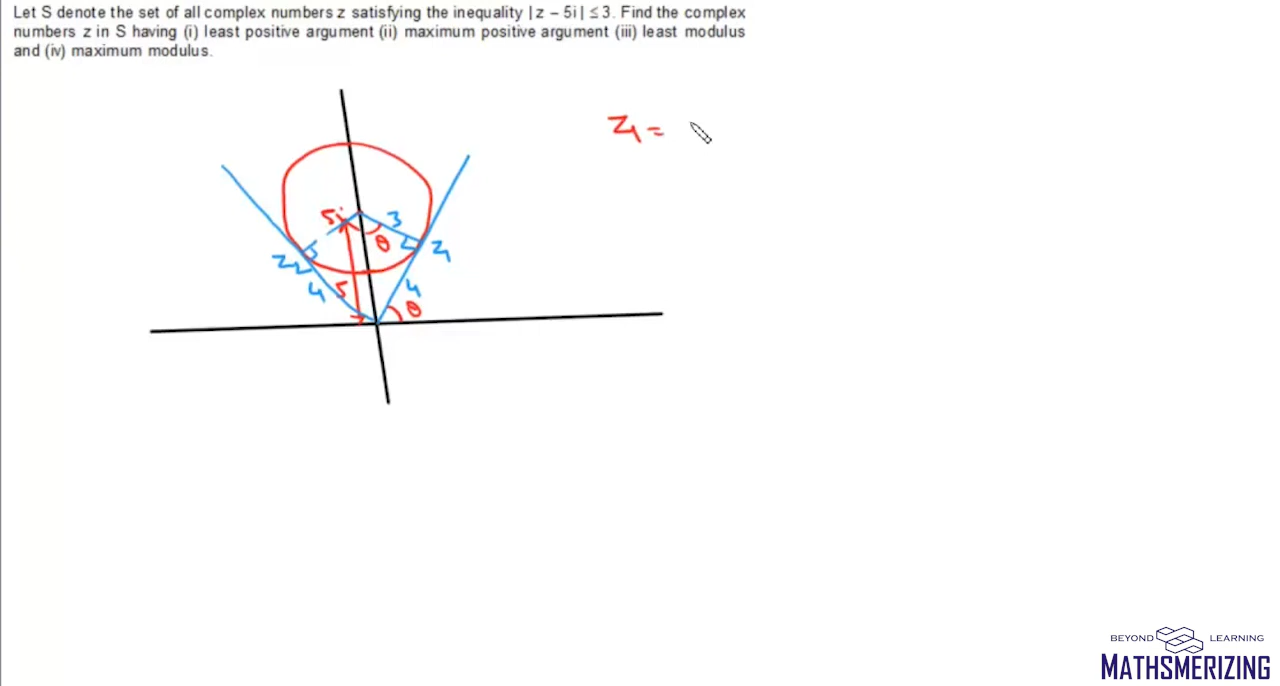 Let S denote the set of all complex numbers z satisfying the inequality |z – 5i| ≤ 3. Find the complex
numbers z in S having (i) least positive argument (ii) maximum positive argument (iii) least modulus
and (iv) maximum modulus.
z₁ =
5i 3
θ z₁
z₂
4 5 4
θ
BEYOND LEARNING
MATHSMERIZING